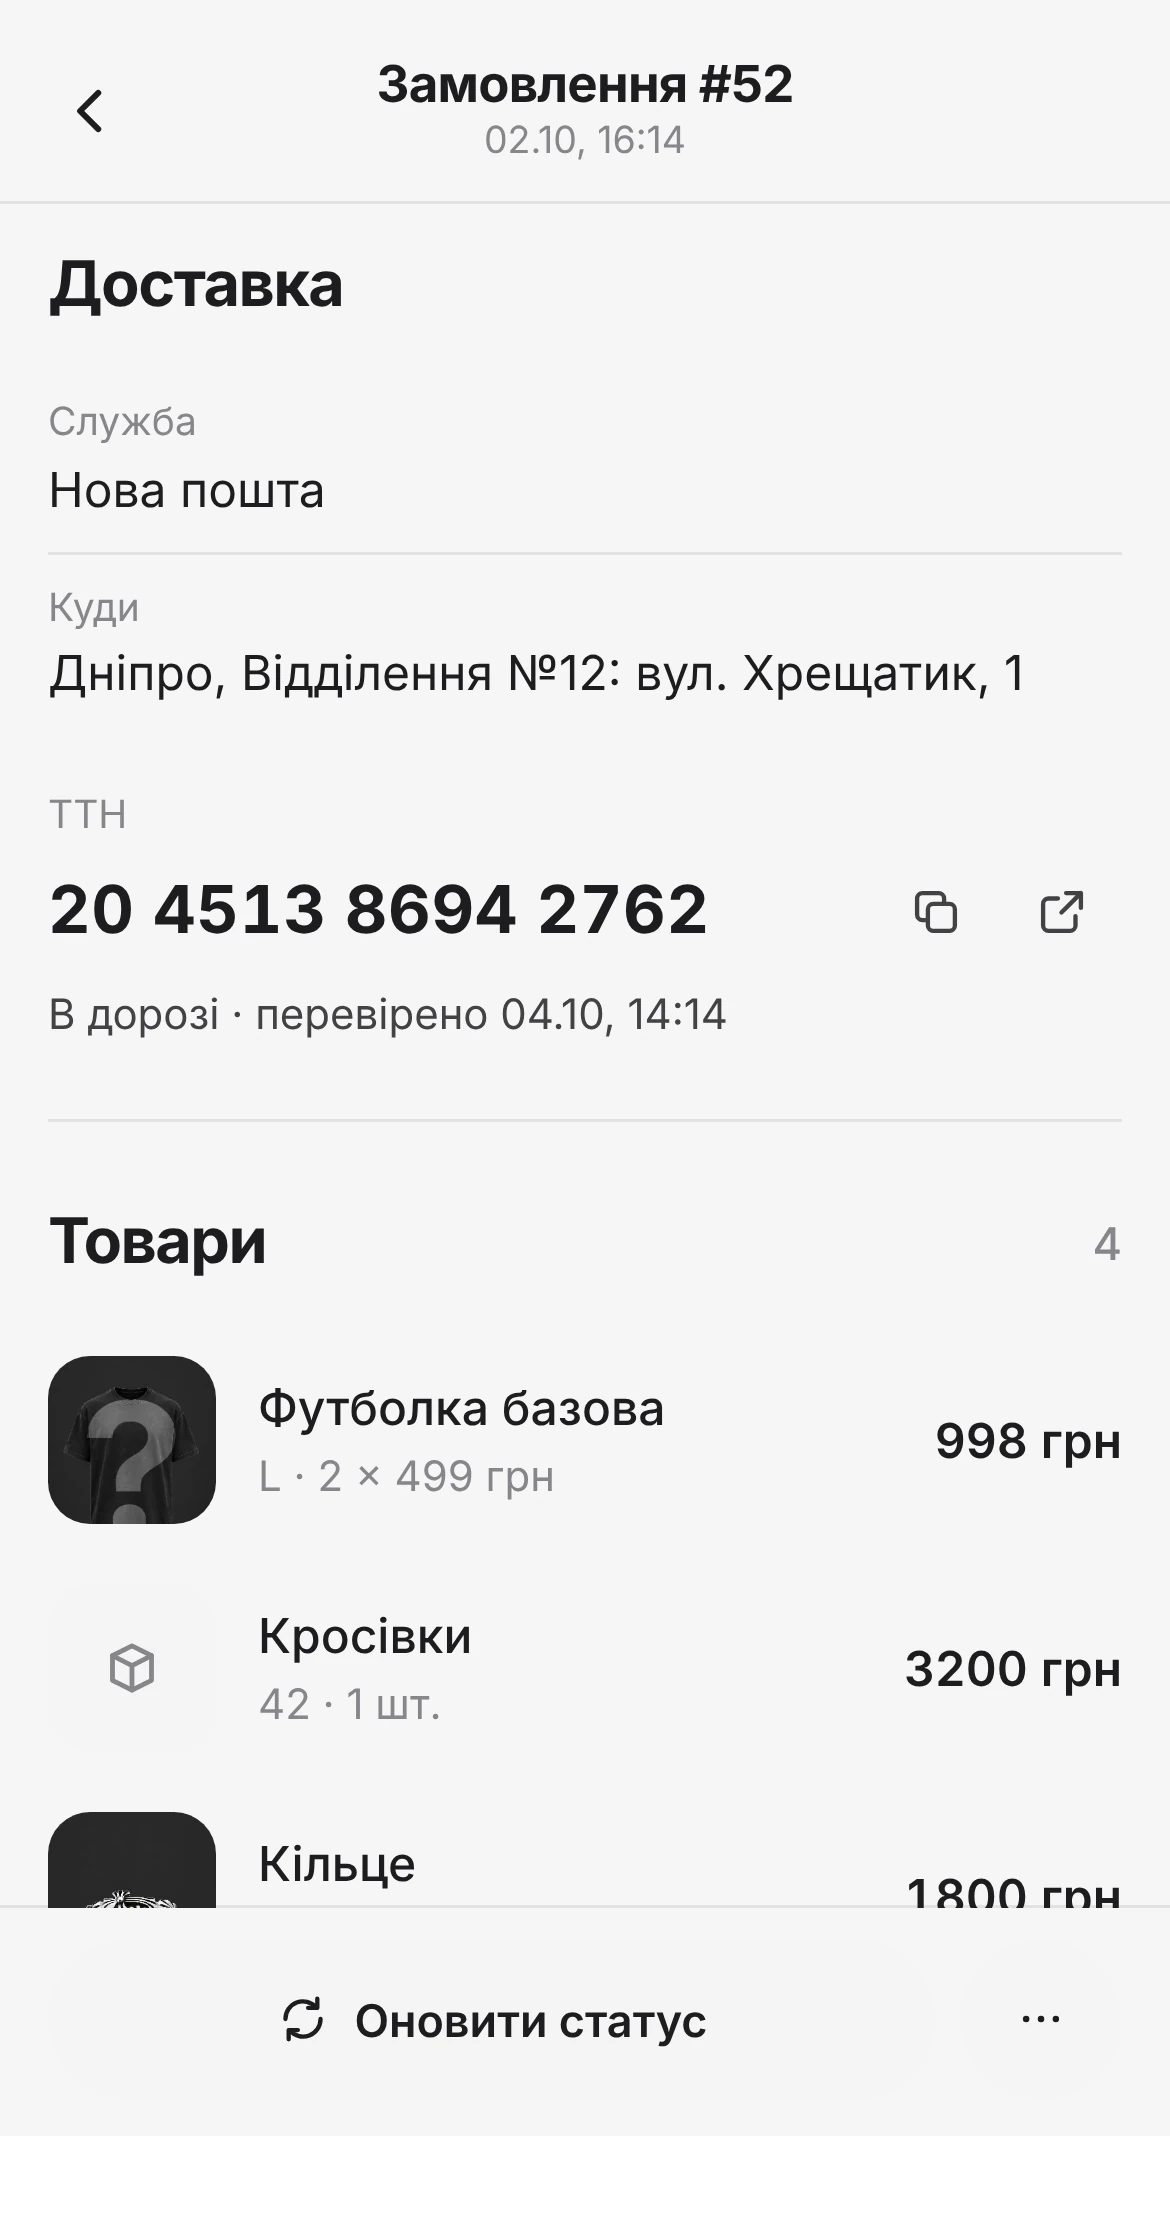 Замовлення #52
02.10, 16:14
Доставка
Служба
Нова пошта
Куди
Дніпро, Відділення №12: вул. Хрещатик, 1
ТТН
20 4513 8694 2762
В дорозі · перевірено 04.10, 14:14
Товари
4
Футболка базова
998 грн
L · 2 × 499 грн
Кросівки
3200 грн
42 · 1 шт.
Кільце
1800 грн
Оновити статус